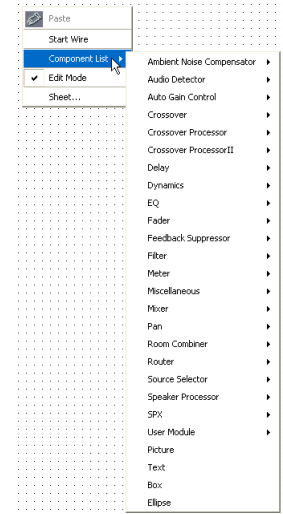 Paste
Start Wire
Component List
Edit Mode
Sheet...
Ambient Noise Compensator
Audio Detector
Auto Gain Control
Crossover
Crossover Processor
Crossover ProcessorII
Delay
Dynamics
EQ
Fader
Feedback Suppressor
Filter
Meter
Miscellaneous
Mixer
Pan
Room Combiner
Router
Source Selector
Speaker Processor
SPX
User Module
Picture
Text
Box
Ellipse